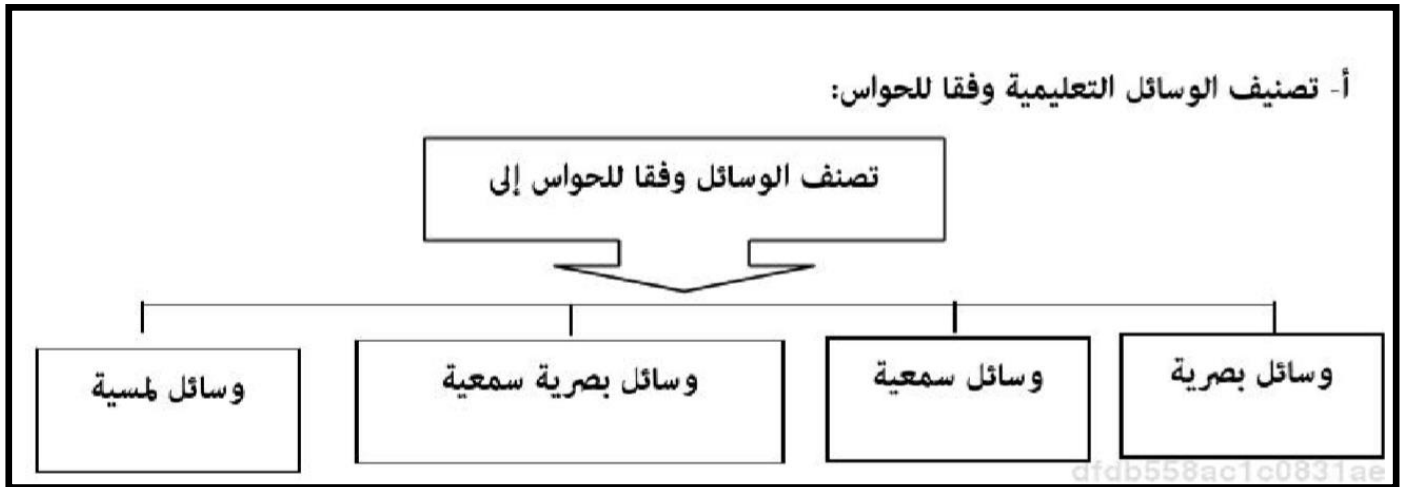 أ- تصنيف الوسائل التعليمية وفقا للحواس:
تصنف الوسائل وفقا للحواس إلى
وسائل بصرية
وسائل سمعية
وسائل بصرية سمعية
وسائل لمسية
dfdb558ac1c0831ae